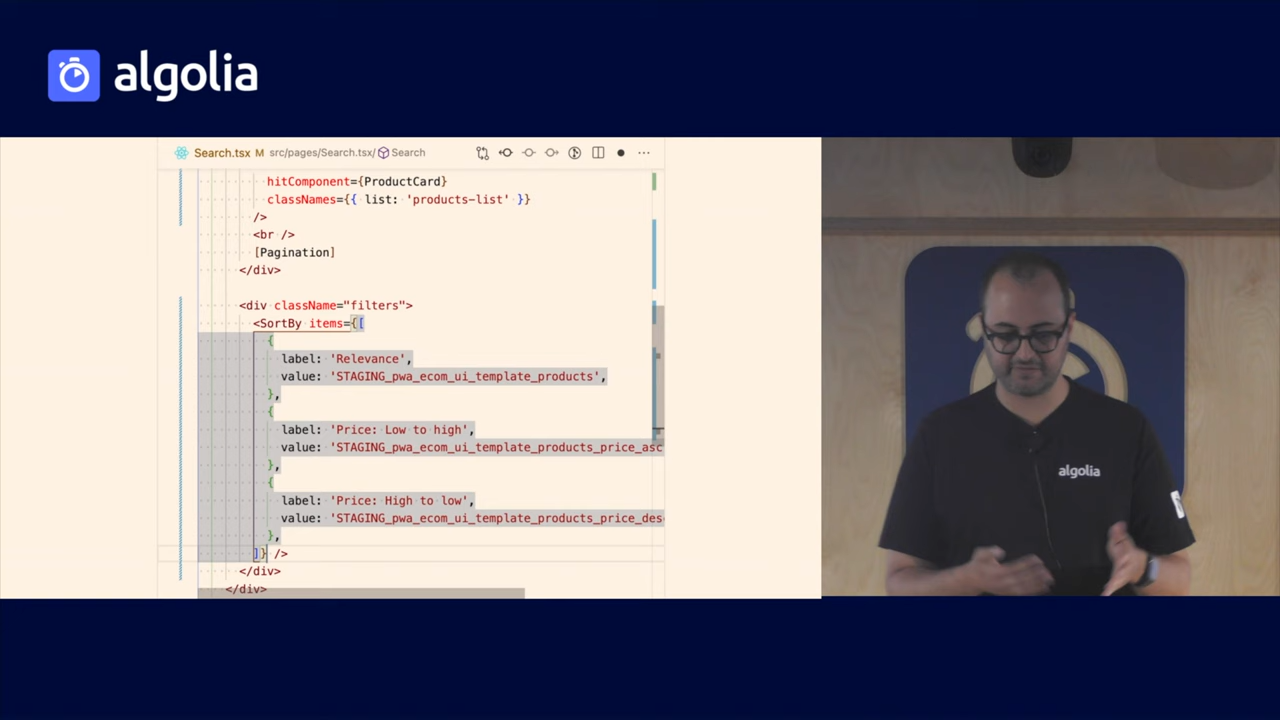 algolia
Search.tsx M src/pages/Search.tsx/ Search
hitComponent={ProductCard}
classNames={{ list: 'products-list' }}
/>
<br />
[Pagination]
</div>
<div className="filters">
<SortBy items={[
{
label: 'Relevance',
value: 'STAGING_pwa_ecom_ui_template_products',
},
{
label: 'Price: Low to high',
value: 'STAGING_pwa_ecom_ui_template_products_price_asc
},
{
label: 'Price: High to low',
value: 'STAGING_pwa_ecom_ui_template_products_price_des
},
]} />
</div>
</div>
algolia